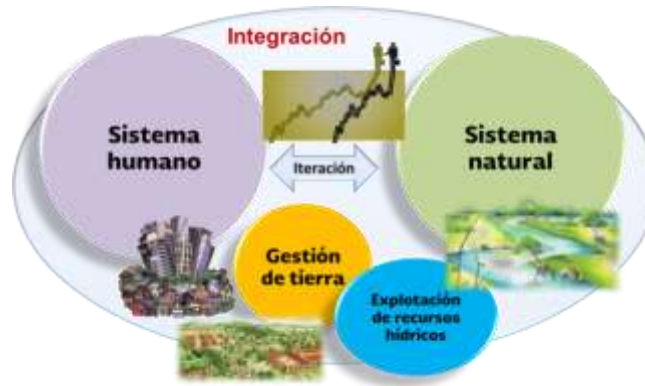 Integración
Sistema
humano
Iteración
Sistema
natural
Gestión
de tierra
Explotación
de recursos
hídricos